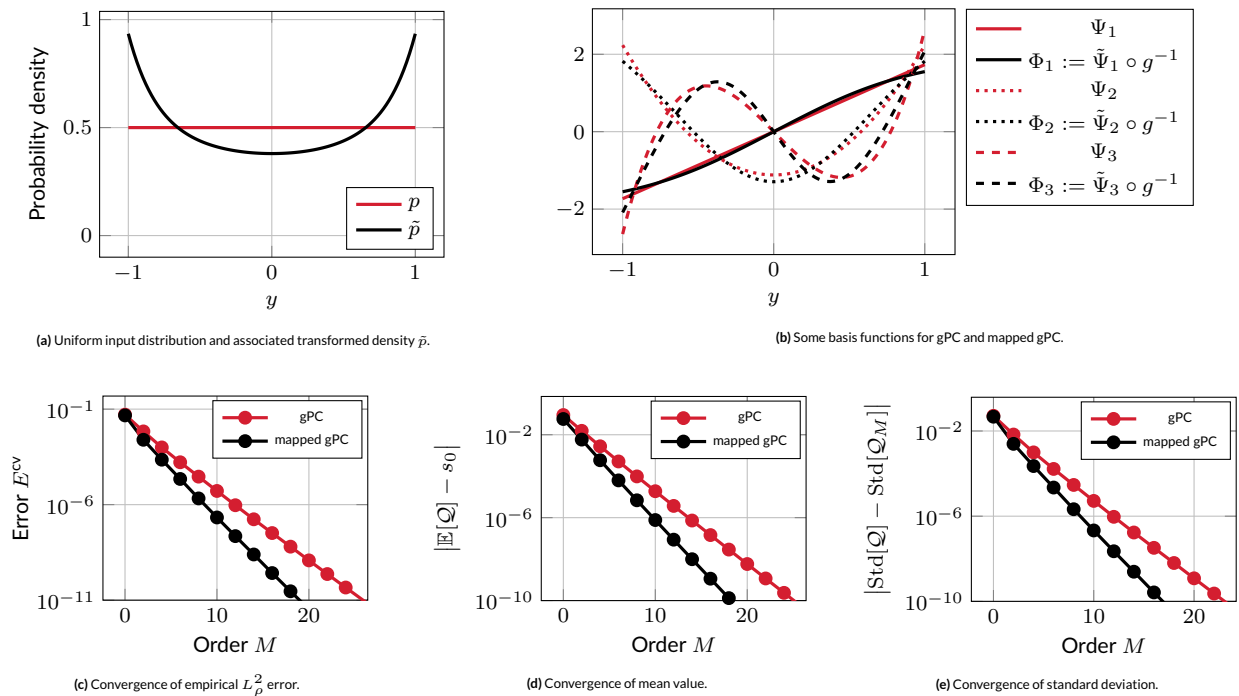 Probability density
1
0.5
0
−1
0
1
y
p
p̃
(a) Uniform input distribution and associated transformed density p̃.
2
0
−2
−1
0
1
y
Ψ₁
Φ₁ := Ψ̃₁ ∘ g⁻¹
Ψ₂
Φ₂ := Ψ̃₂ ∘ g⁻¹
Ψ₃
Φ₃ := Ψ̃₃ ∘ g⁻¹
(b) Some basis functions for gPC and mapped gPC.
Error E^cv
10⁻¹
10⁻⁶
10⁻¹¹
0
10
20
Order M
gPC
mapped gPC
(c) Convergence of empirical L²_ρ error.
|𝔼[𝒬] − s₀|
10⁻²
10⁻⁶
10⁻¹⁰
0
10
20
Order M
gPC
mapped gPC
(d) Convergence of mean value.
|Std[𝒬] − Std[𝒬_M]|
10⁻²
10⁻⁶
10⁻¹⁰
0
10
20
Order M
gPC
mapped gPC
(e) Convergence of standard deviation.